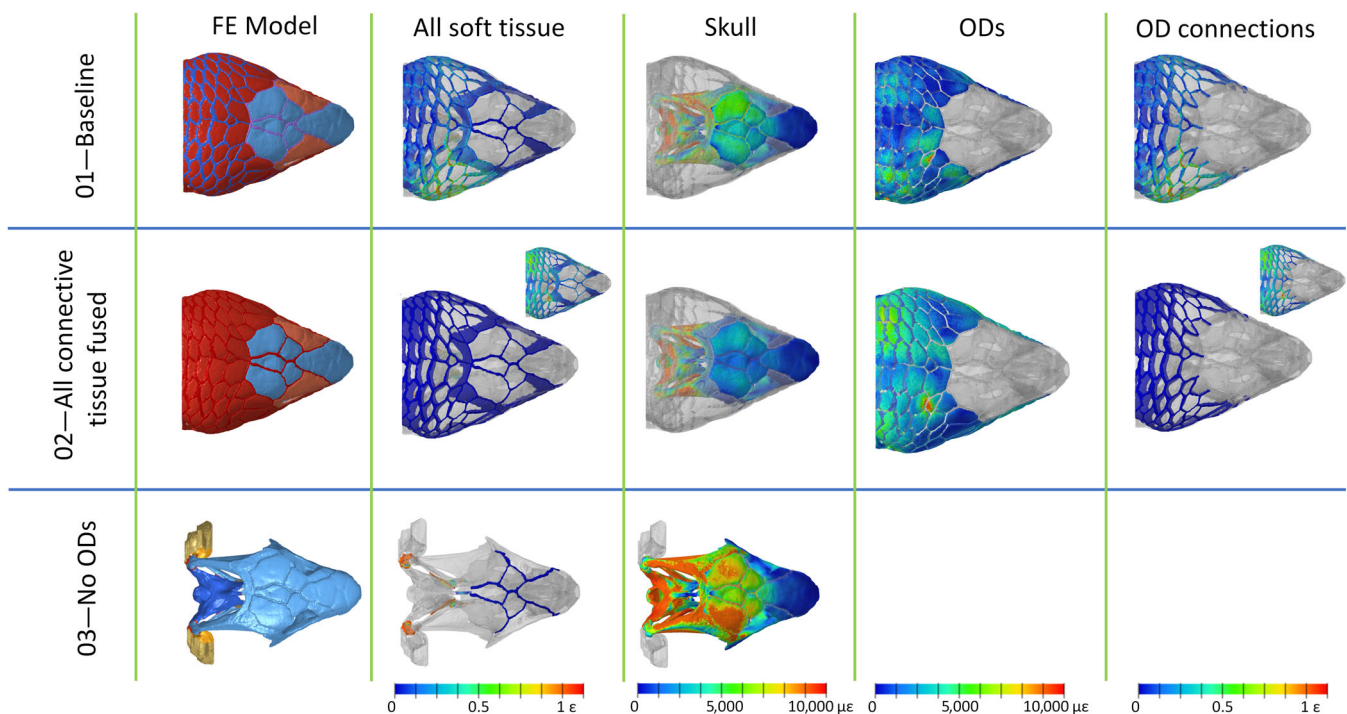 FE Model
All soft tissue
Skull
ODs
OD connections
01—Baseline
02—All connective
tissue fused
03—No ODs
0 0.5 1 ε
0 5,000 10,000 µε
0 5,000 10,000 µε
0 0.5 1 ε